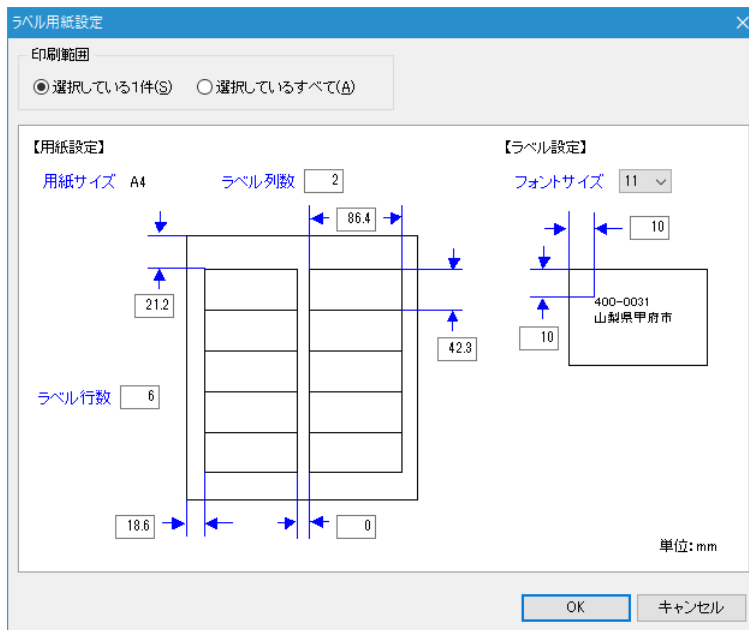 ラベル用紙設定
印刷範囲
選択している1件(S) 選択しているすべて(A)
【用紙設定】 【ラベル設定】
用紙サイズ A4 ラベル列数 2 フォントサイズ 11
86.4 10
21.2 400-0031
山梨県甲府市
42.3 10
ラベル行数 6
18.6 0
単位:mm
OK キャンセル